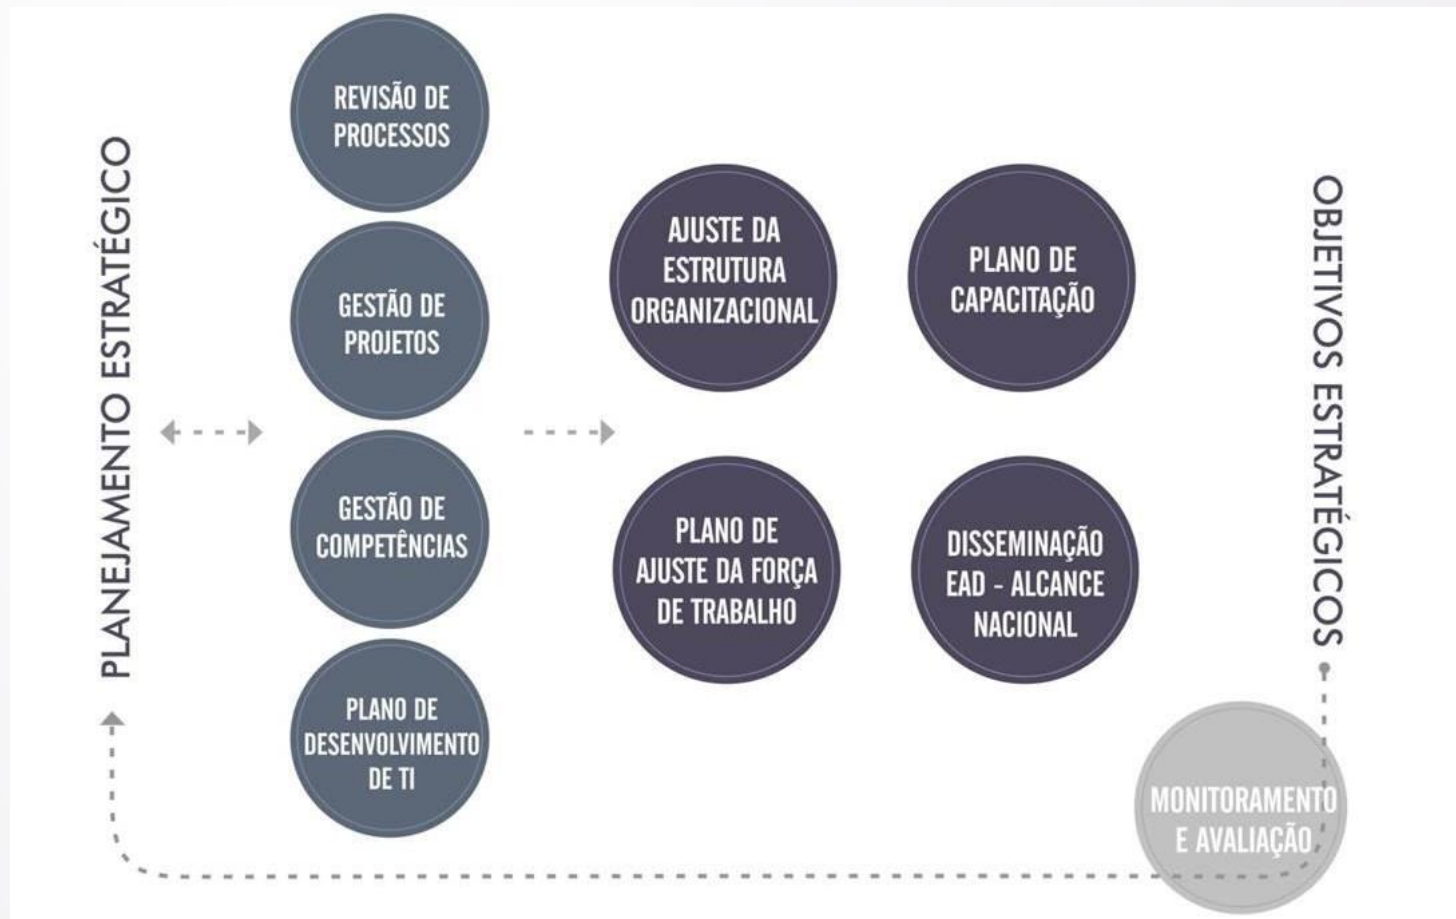 PLANEJAMENTO ESTRATÉGICO
REVISÃO DE
PROCESSOS
GESTÃO DE
PROJETOS
GESTÃO DE
COMPETÊNCIAS
PLANO DE
DESENVOLVIMENTO
DE TI
AJUSTE DA
ESTRUTURA
ORGANIZACIONAL
PLANO DE
CAPACITAÇÃO
PLANO DE
AJUSTE DA FORÇA
DE TRABALHO
DISSEMINAÇÃO
EAD - ALCANCE
NACIONAL
OBJETIVOS ESTRATÉGICOS
MONITORAMENTO
E AVALIAÇÃO